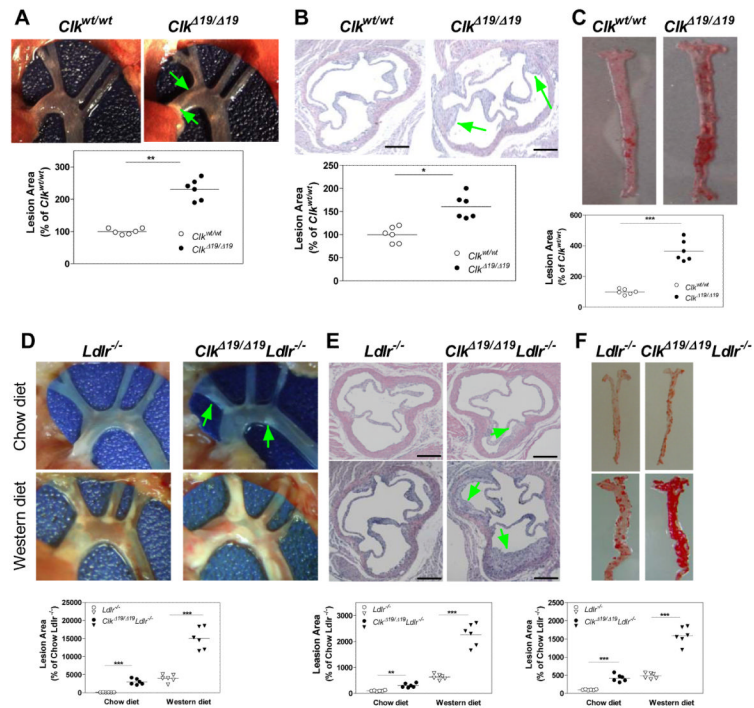 A
Clk^wt/wt
Clk^Δ19/Δ19
B
Clk^wt/wt
Clk^Δ19/Δ19
C
Clk^wt/wt
Clk^Δ19/Δ19
Lesion Area
(% of Clk^wt/wt)
300
200
100
0
**
Clk^wt/wt
Clk^Δ19/Δ19
Lesion Area
(% of Clk^wt/wt)
200
150
100
50
0
*
Clk^wt/wt
Clk^Δ19/Δ19
Lesion Area
(% of Clk^wt/wt)
600
400
200
0
***
Clk^wt/wt
Clk^Δ19/Δ19
D
Ldlr^-/-
Clk^Δ19/Δ19Ldlr^-/-
E
Ldlr^-/-
Clk^Δ19/Δ19Ldlr^-/-
F
Ldlr^-/-
Clk^Δ19/Δ19Ldlr^-/-
Chow diet
Western diet
Lesion Area
(% of Chow Ldlr^-/-)
25000
20000
15000
10000
5000
0
Ldlr^-/-
Clk^Δ19/Δ19Ldlr^-/-
***
***
Chow diet
Western diet
Leasion Area
(% of Chow Ldlr^-/-)
3000
2000
1000
0
Ldlr^-/-
Clk^Δ19/Δ19Ldlr^-/-
**
***
Chow diet
Western diet
Lesion Area
(% of Chow Ldlr^-/-)
2500
2000
1500
1000
500
0
Ldlr^-/-
Clk^Δ19/Δ19Ldlr^-/-
***
***
Chow diet
Western diet